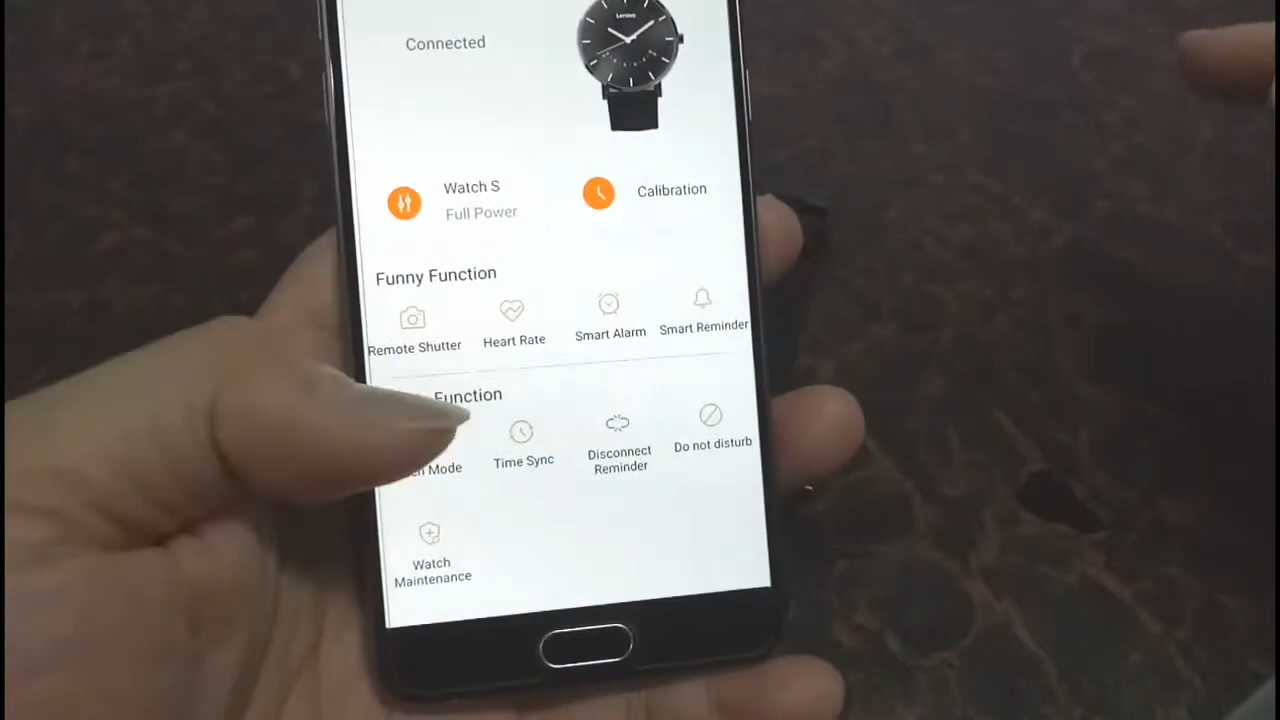 Lenovo
Connected
Watch S
Full Power
Calibration
Funny Function
Remote Shutter
Heart Rate
Smart Alarm
Smart Reminder
Function
Mode
Time Sync
Disconnect
Reminder
Do not disturb
Watch
Maintenance